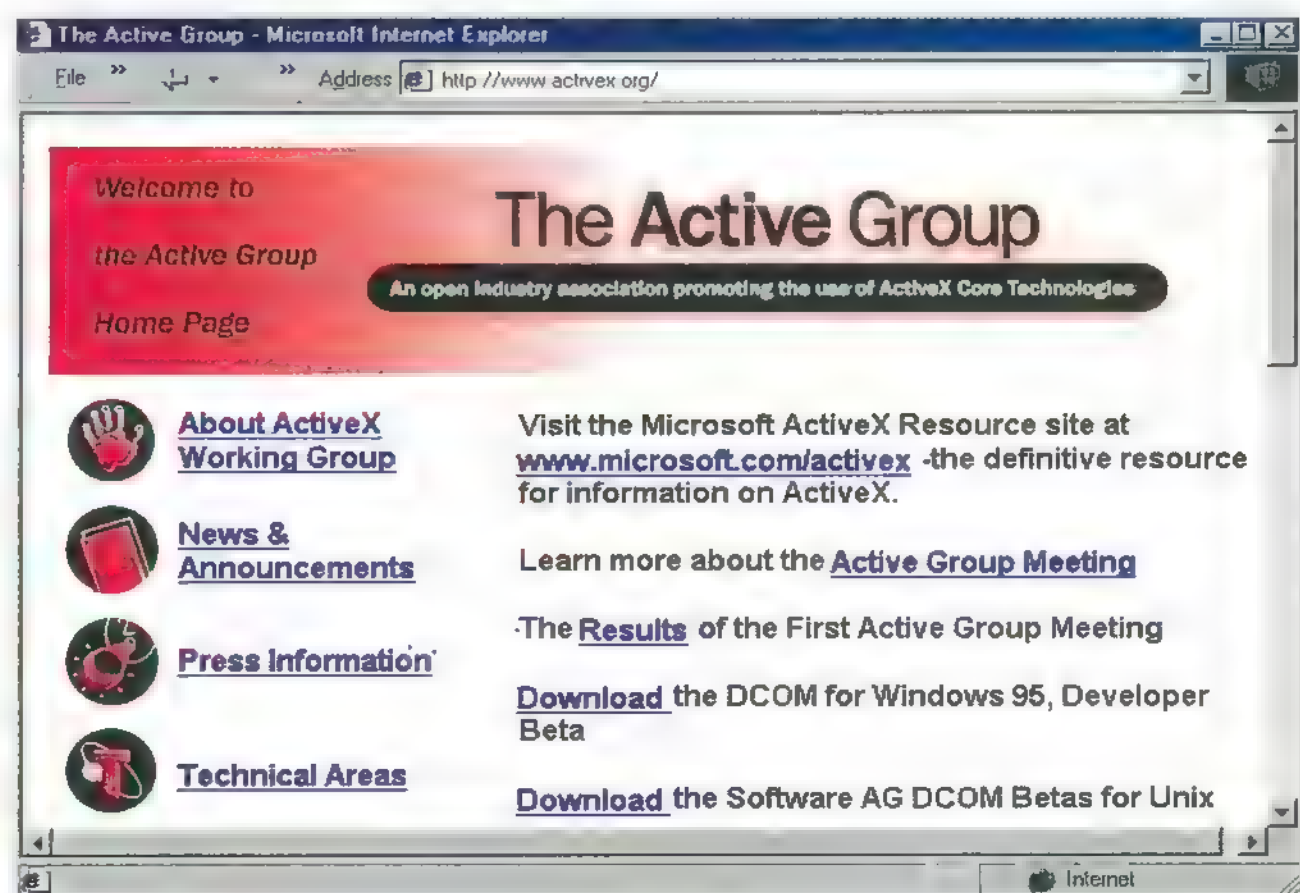 The Active Group - Microsoft Internet Explorer
File » » Address http //www activex org/
Welcome to
the Active Group
Home Page
The Active Group
An open industry association promoting the use of ActiveX Core Technologies
About ActiveX
Working Group
News &
Announcements
Press Information
Technical Areas
Visit the Microsoft ActiveX Resource site at
www.microsoft.com/activex -the definitive resource
for information on ActiveX.
Learn more about the Active Group Meeting
The Results of the First Active Group Meeting
Download the DCOM for Windows 95, Developer
Beta
Download the Software AG DCOM Betas for Unix
Internet